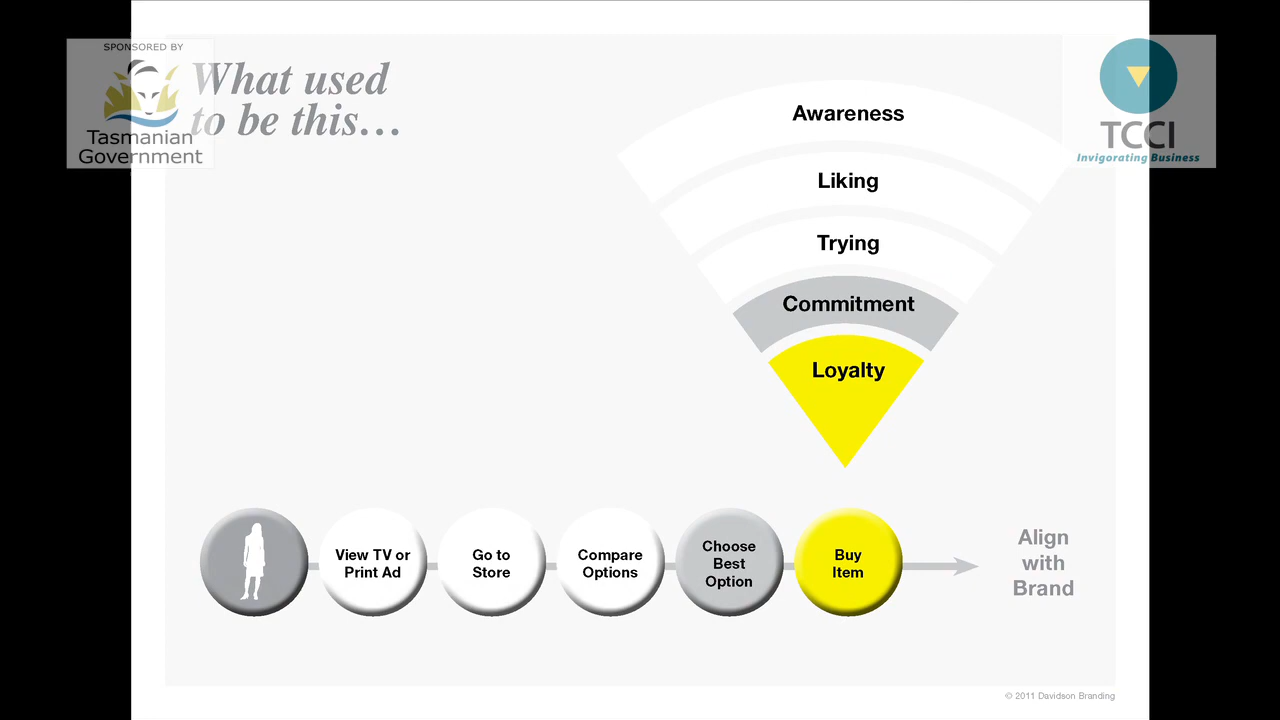 SPONSORED BY
Tasmanian
Government
What used
to be this…
TCCI
Invigorating Business
Awareness
Liking
Trying
Commitment
Loyalty
View TV or
Print Ad
Go to
Store
Compare
Options
Choose
Best
Option
Buy
Item
Align
with
Brand
© 2011 Davidson Branding